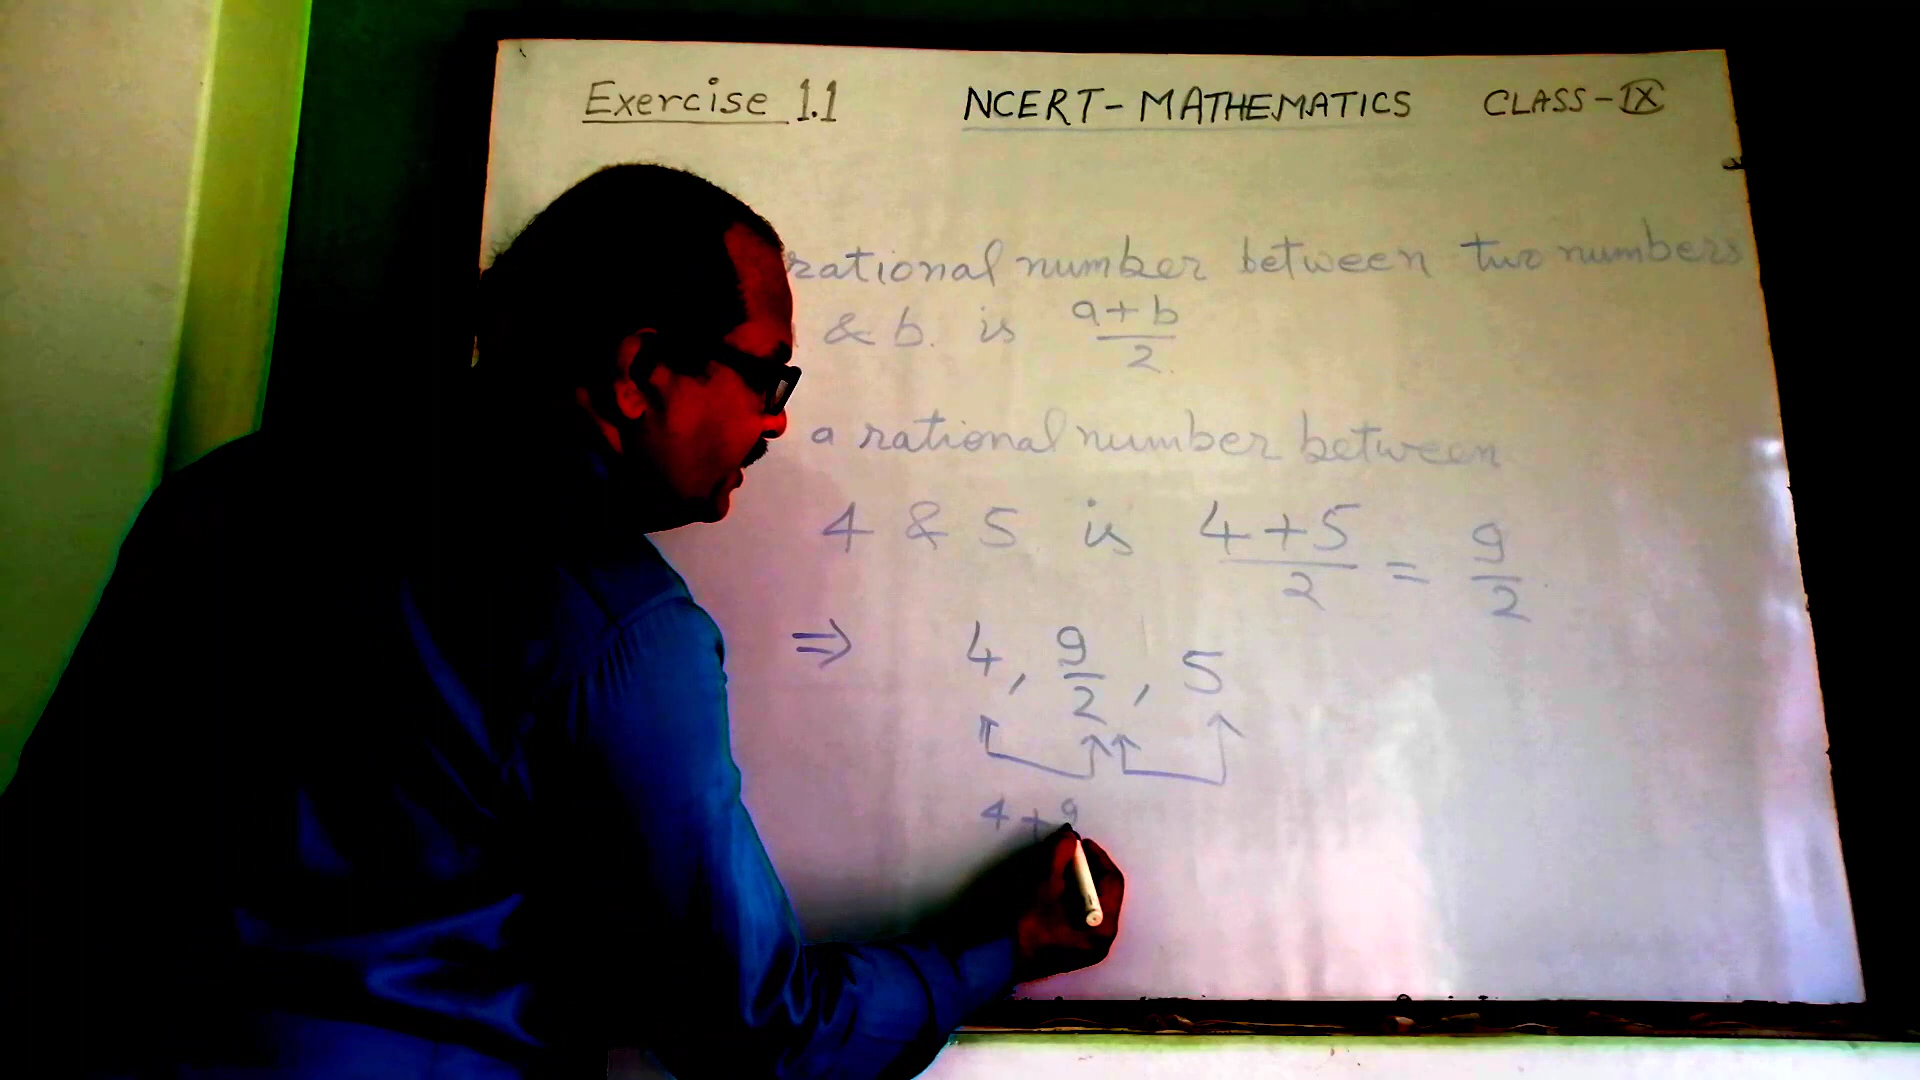 Exercise 1.1 NCERT-MATHEMATICS CLASS-IX
rational number between two numbers
& b. is a+b/2
a rational number between
4 & 5 is 4+5/2 = 9/2
⇒ 4, 9/2, 5
4+9